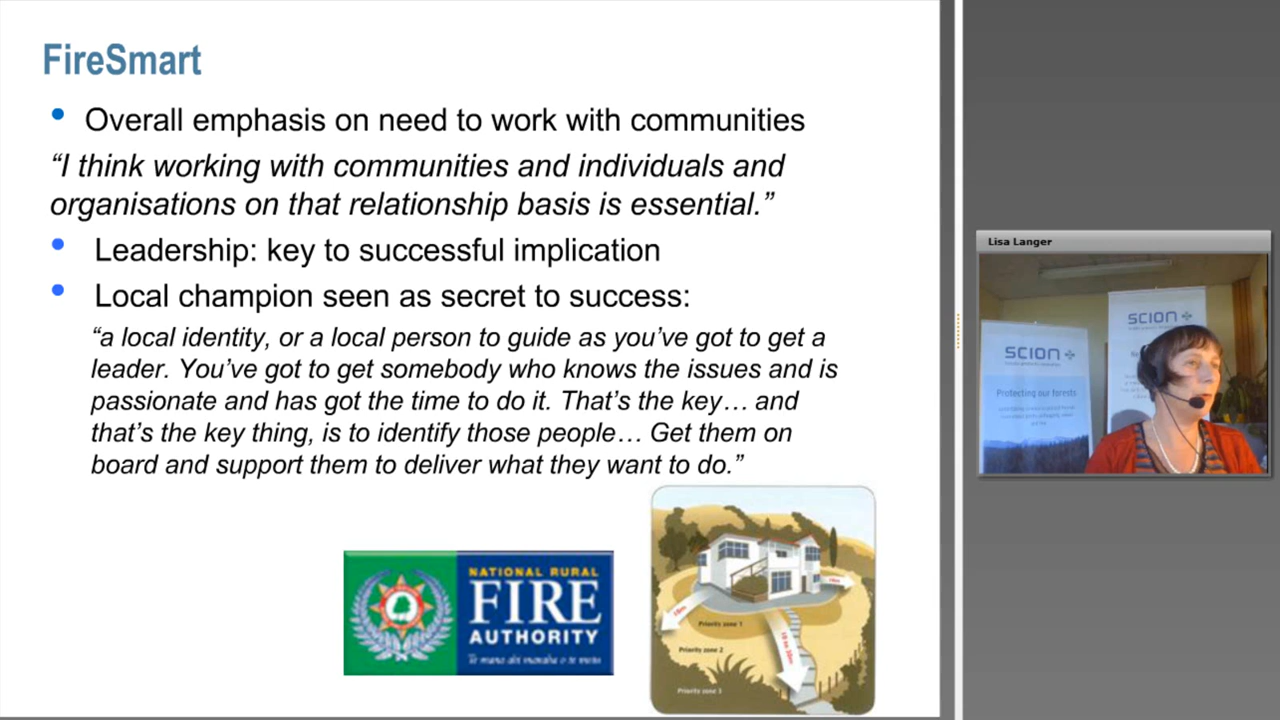 FireSmart
• Overall emphasis on need to work with communities
“I think working with communities and individuals and
organisations on that relationship basis is essential.”
• Leadership: key to successful implication
• Local champion seen as secret to success:
“a local identity, or a local person to guide as you’ve got to get a
leader. You’ve got to get somebody who knows the issues and is
passionate and has got the time to do it. That’s the key… and
that’s the key thing, is to identify those people… Get them on
board and support them to deliver what they want to do.”
NATIONAL RURAL
FIRE
AUTHORITY
10m
10m
Priority zone 1
Priority zone 2
Priority zone 3
Lisa Langer
SCION
SCION
Protecting our forests